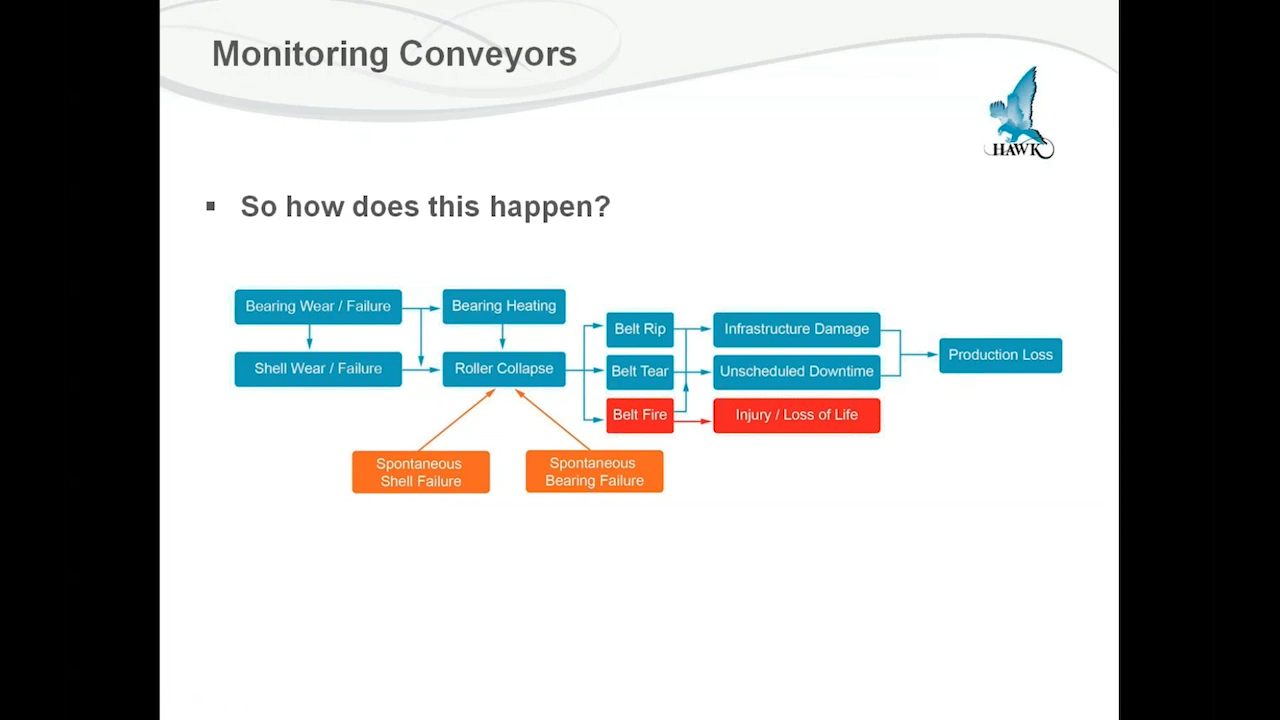 Monitoring Conveyors
HAWK
▪ So how does this happen?
Bearing Wear / Failure
Bearing Heating
Belt Rip
Infrastructure Damage
Production Loss
Shell Wear / Failure
Roller Collapse
Belt Tear
Unscheduled Downtime
Belt Fire
Injury / Loss of Life
Spontaneous
Shell Failure
Spontaneous
Bearing Failure